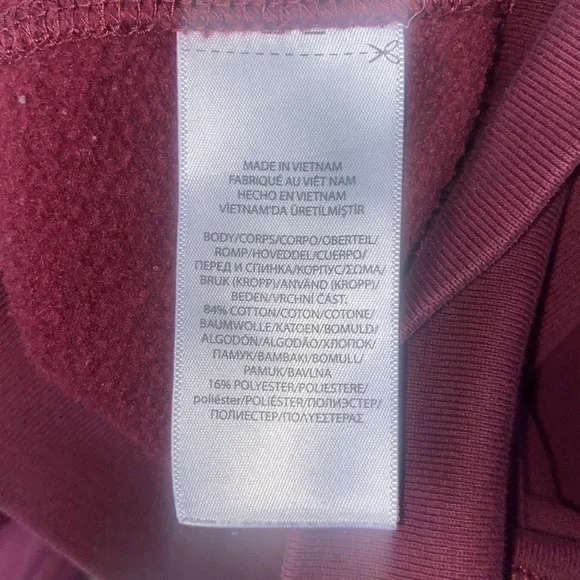 MADE IN VIETNAM
FABRIQUÉ AU VIÊT NAM
HECHO EN VIETNAM
VİETNAM'DA ÜRETİLMİŞTİR
BODY/CORPS/CORPO/OBERTEIL/
ROMP/HOVEDDEL/CUERPO/
ПЕРЕД И СПИНКА/КОРПУС/ΣΩΜΑ/
BRUK (KROPP)/ANVÄND (KROPP)/
BEDEN/VRCHNÍ ČÁST:
84% COTTON/COTON/COTONE/
BAUMWOLLE/KATOEN/BOMULD/
ALGODÓN/ALGODÃO/ХЛОПОК/
ПАМУК/ΒΑΜΒΑΚΙ/BOMULL/
PAMUK/BAVLNA
16% POLYESTER/POLIESTERE/
poliéster/POLIÉSTER/ПОЛИЭСТЕР/
ПОЛИЕСТЕР/ΠΟΛΥΕΣΤΕΡΑΣ